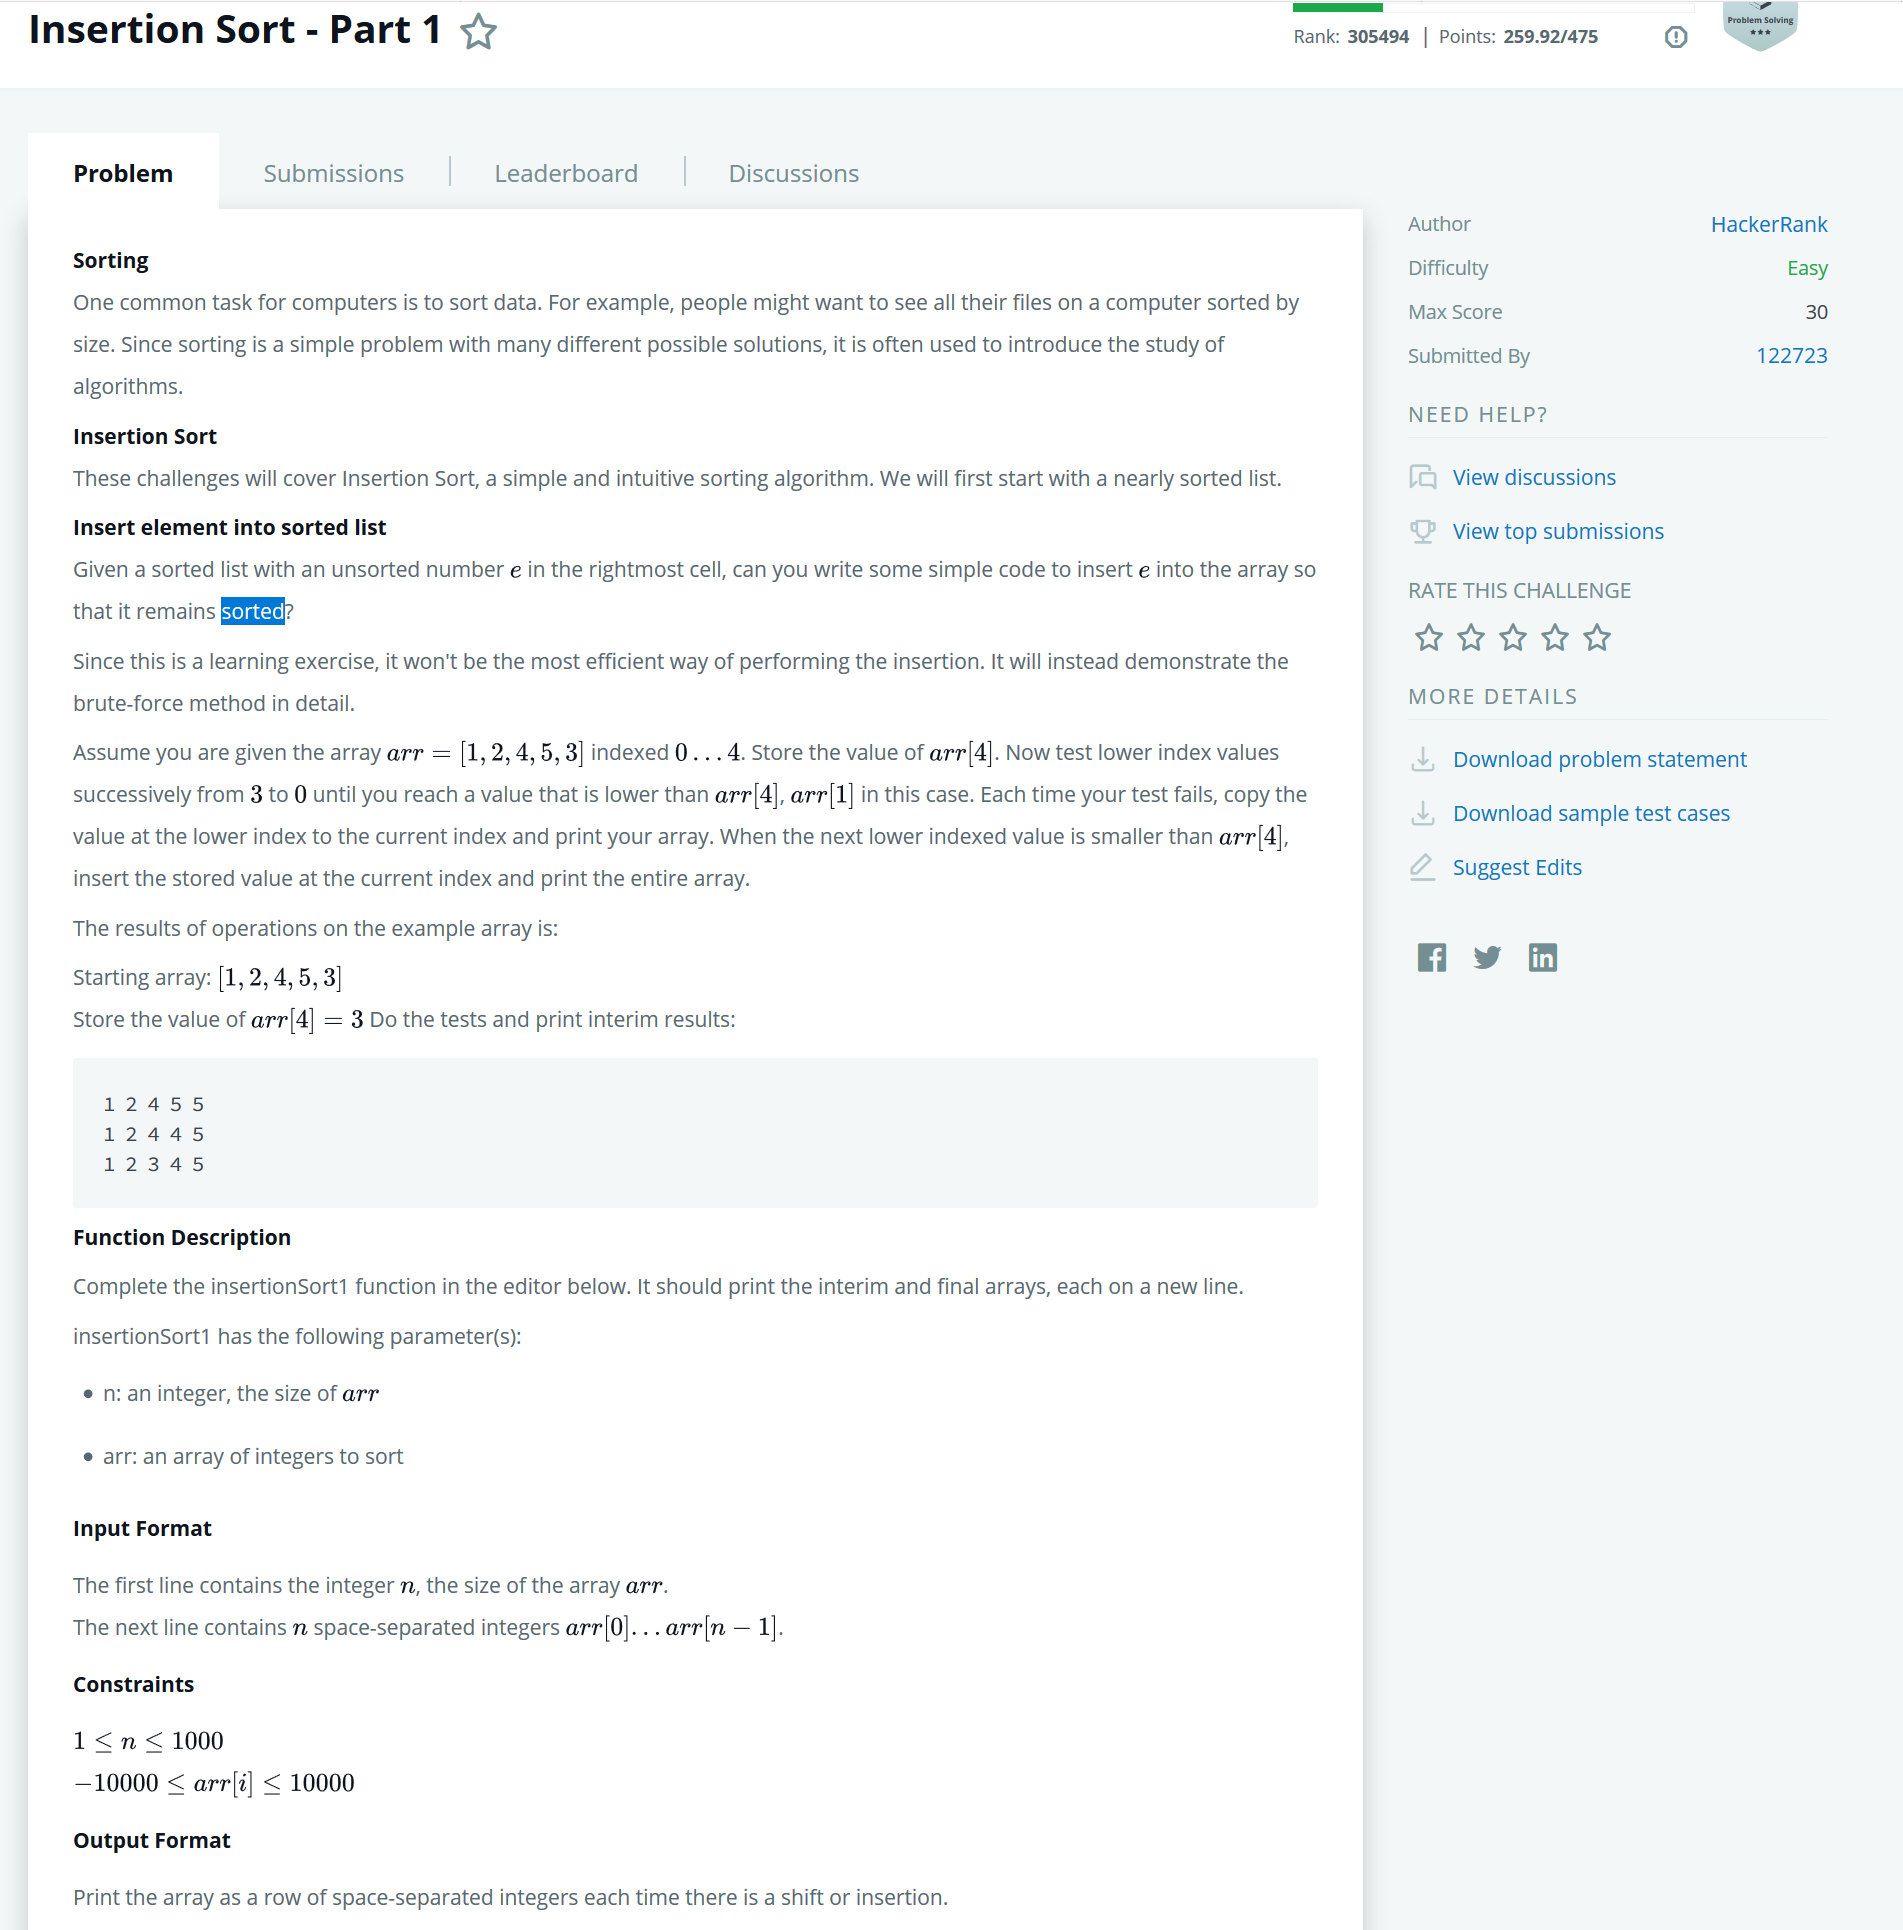 Insertion Sort - Part 1
Rank: 305494 | Points: 259.92/475
Problem Solving
Problem
Submissions
Leaderboard
Discussions
Sorting
One common task for computers is to sort data. For example, people might want to see all their files on a computer sorted by
size. Since sorting is a simple problem with many different possible solutions, it is often used to introduce the study of
algorithms.
Insertion Sort
These challenges will cover Insertion Sort, a simple and intuitive sorting algorithm. We will first start with a nearly sorted list.
Insert element into sorted list
Given a sorted list with an unsorted number e in the rightmost cell, can you write some simple code to insert e into the array so
that it remains sorted?
Since this is a learning exercise, it won't be the most efficient way of performing the insertion. It will instead demonstrate the
brute-force method in detail.
Assume you are given the array arr = [1, 2, 4, 5, 3] indexed 0 . . . 4. Store the value of arr[4]. Now test lower index values
successively from 3 to 0 until you reach a value that is lower than arr[4], arr[1] in this case. Each time your test fails, copy the
value at the lower index to the current index and print your array. When the next lower indexed value is smaller than arr[4],
insert the stored value at the current index and print the entire array.
The results of operations on the example array is:
Starting array: [1, 2, 4, 5, 3]
Store the value of arr[4] = 3 Do the tests and print interim results:
1 2 4 5 5
1 2 4 4 5
1 2 3 4 5
Function Description
Complete the insertionSort1 function in the editor below. It should print the interim and final arrays, each on a new line.
insertionSort1 has the following parameter(s):
• n: an integer, the size of arr
• arr: an array of integers to sort
Input Format
The first line contains the integer n, the size of the array arr.
The next line contains n space-separated integers arr[0]. . . arr[n − 1].
Constraints
1 ≤ n ≤ 1000
−10000 ≤ arr[i] ≤ 10000
Output Format
Print the array as a row of space-separated integers each time there is a shift or insertion.
Author HackerRank
Difficulty Easy
Max Score 30
Submitted By 122723
NEED HELP?
View discussions
View top submissions
RATE THIS CHALLENGE
MORE DETAILS
Download problem statement
Download sample test cases
Suggest Edits